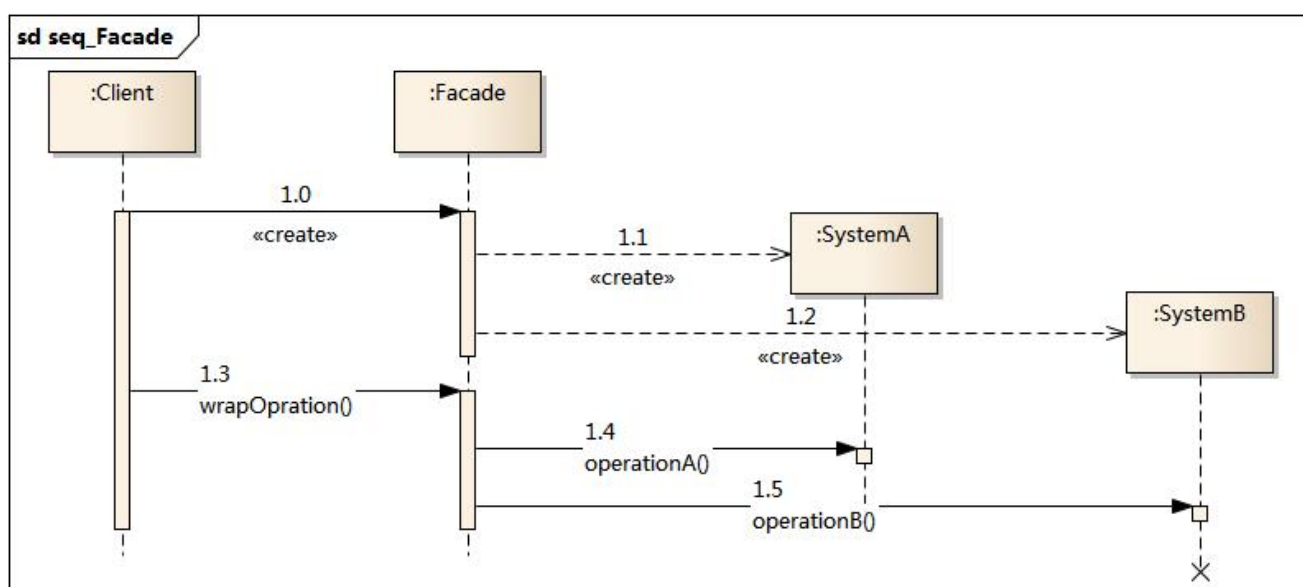 sd seq_Facade
:Client
:Facade
1.0
«create»
:SystemA
1.1
«create»
:SystemB
1.2
«create»
1.3
wrapOpration()
1.4
operationA()
1.5
operationB()